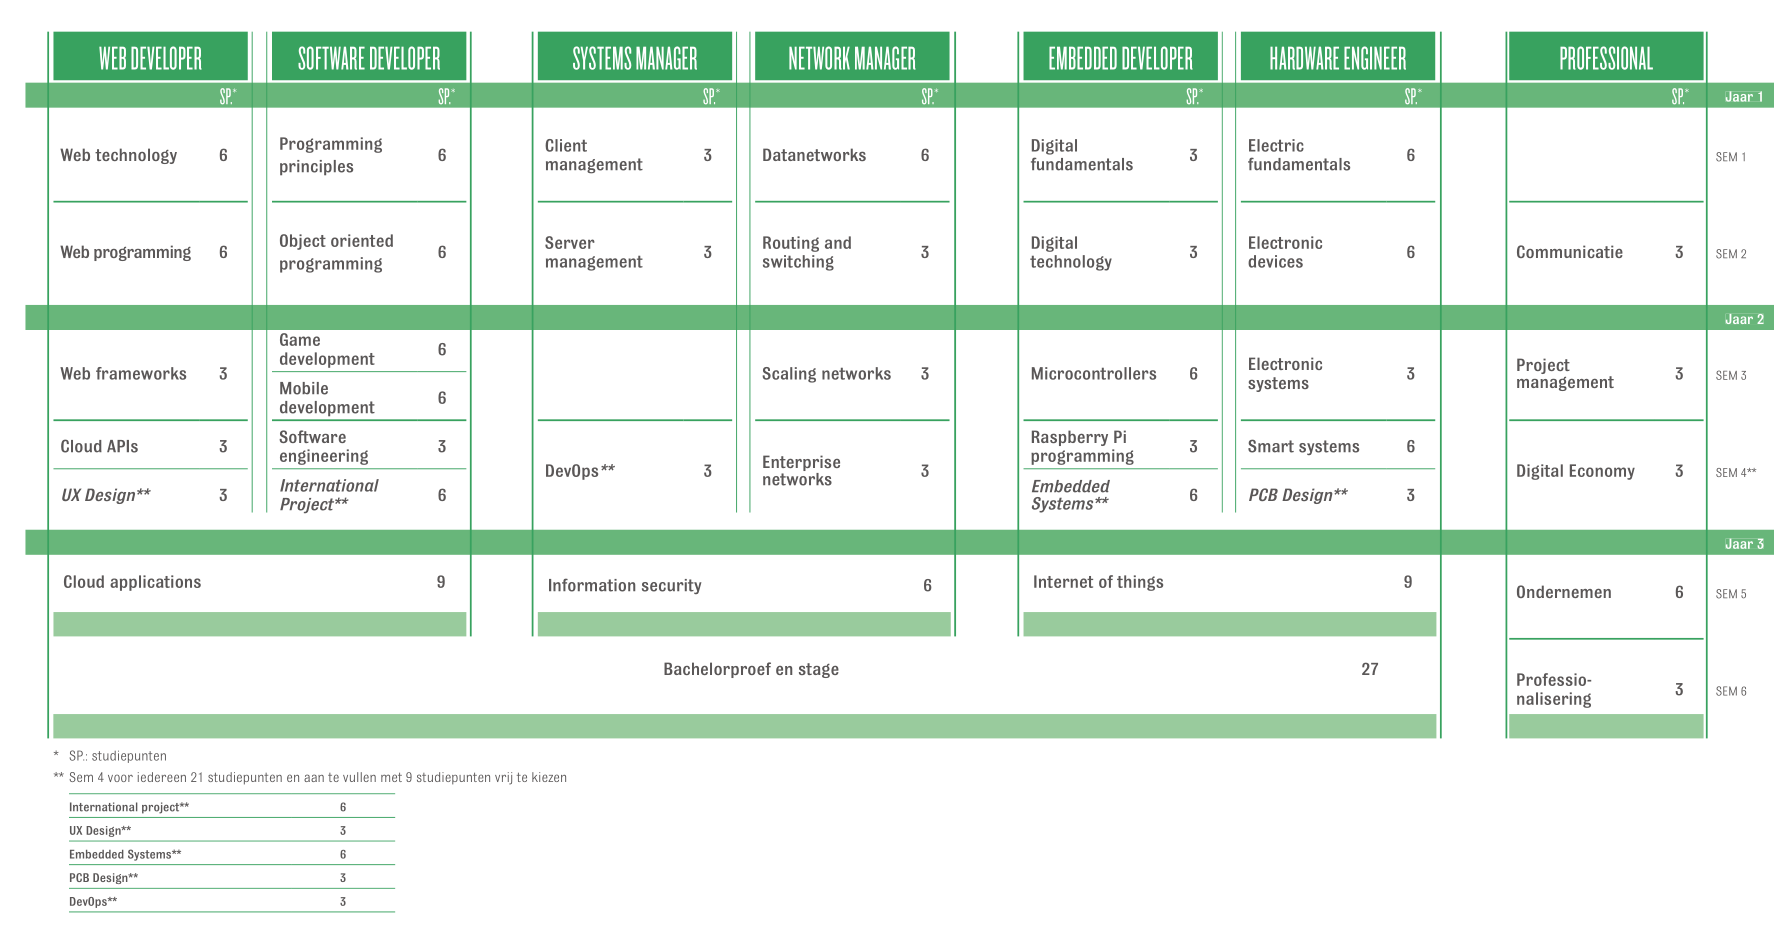 WEB DEVELOPER SOFTWARE DEVELOPER SYSTEMS MANAGER NETWORK MANAGER EMBEDDED DEVELOPER HARDWARE ENGINEER PROFESSIONAL
SP.* SP.* SP.* SP.* SP.* SP.* SP.* Jaar 1
Web technology 6
Programming
principles 6
Client
management 3
Datanetworks 6
Digital
fundamentals 3
Electric
fundamentals 6
SEM 1
Web programming 6
Object oriented
programming 6
Server
management 3
Routing and
switching 3
Digital
technology 3
Electronic
devices 6
Communicatie 3
SEM 2
Jaar 2
Web frameworks 3
Game
development 6
Mobile
development 6
Scaling networks 3
Microcontrollers 6
Electronic
systems 3
Project
management 3
SEM 3
Cloud APIs 3
UX Design** 3
Software
engineering 3
International
Project** 6
DevOps** 3
Enterprise
networks 3
Raspberry Pi
programming 3
Embedded
Systems** 6
Smart systems 6
PCB Design** 3
Digital Economy 3
SEM 4**
Jaar 3
Cloud applications 9
Information security 6
Internet of things 9
Ondernemen 6
SEM 5
Bachelorproef en stage 27
Professio-
nalisering 3
SEM 6
* SP.: studiepunten
** Sem 4 voor iedereen 21 studiepunten en aan te vullen met 9 studiepunten vrij te kiezen
International project** 6
UX Design** 3
Embedded Systems** 6
PCB Design** 3
DevOps** 3